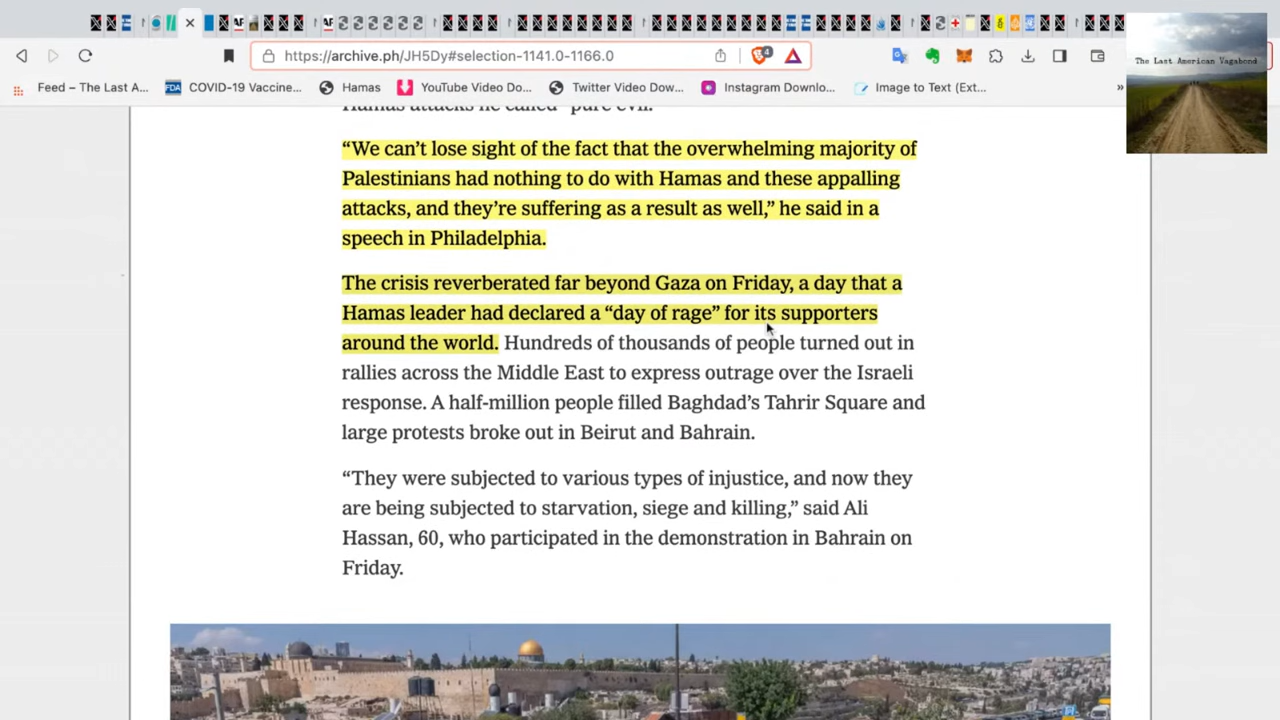 https://archive.ph/JH5Dy#selection-1141.0-1166.0
4
The Last American Vagabond
Feed – The Last A...
FDA
COVID-19 Vaccine...
Hamas
YouTube Video Do...
Twitter Video Dow...
Instagram Downlo...
Image to Text (Ext...
»
Hamas attacks he called “pure evil.”
“We can’t lose sight of the fact that the overwhelming majority of
Palestinians had nothing to do with Hamas and these appalling
attacks, and they’re suffering as a result as well,” he said in a
speech in Philadelphia.
The crisis reverberated far beyond Gaza on Friday, a day that a
Hamas leader had declared a “day of rage” for its supporters
around the world. Hundreds of thousands of people turned out in
rallies across the Middle East to express outrage over the Israeli
response. A half-million people filled Baghdad’s Tahrir Square and
large protests broke out in Beirut and Bahrain.
“They were subjected to various types of injustice, and now they
are being subjected to starvation, siege and killing,” said Ali
Hassan, 60, who participated in the demonstration in Bahrain on
Friday.